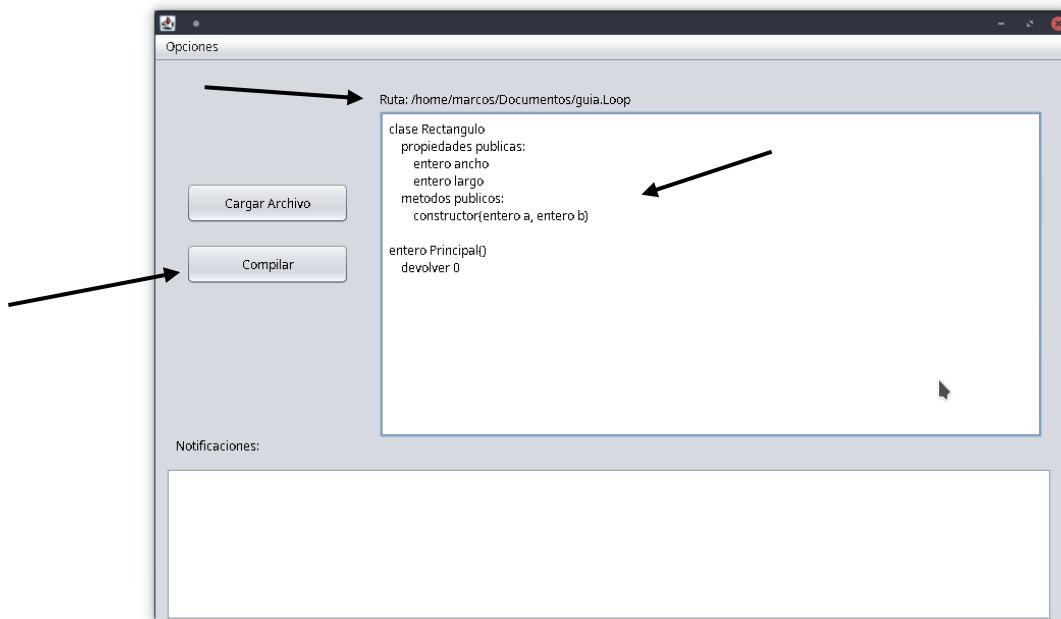 Opciones
Ruta: /home/marcos/Documentos/guia.Loop
clase Rectangulo
propiedades publicas:
entero ancho
entero largo
metodos publicos:
constructor(entero a, entero b)
entero Principal()
devolver 0
Cargar Archivo
Compilar
Notificaciones: